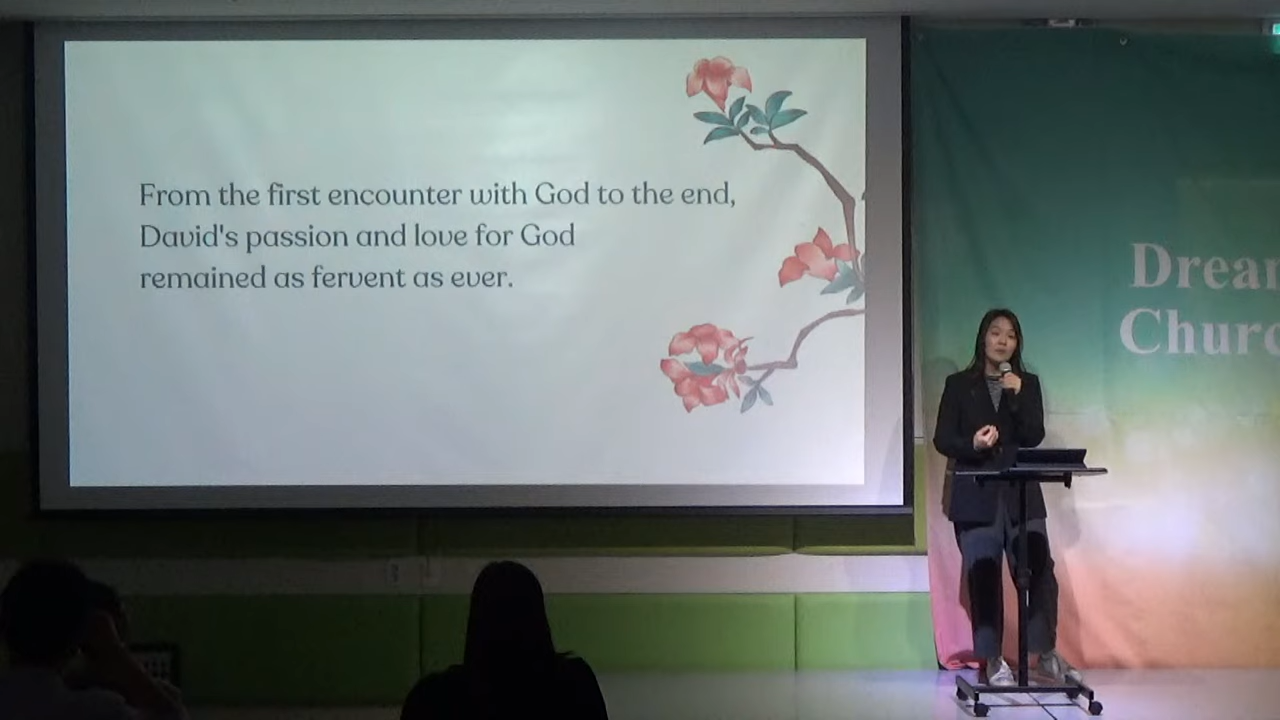 From the first encounter with God to the end,
David's passion and love for God
remained as fervent as ever.
Drea
Churc